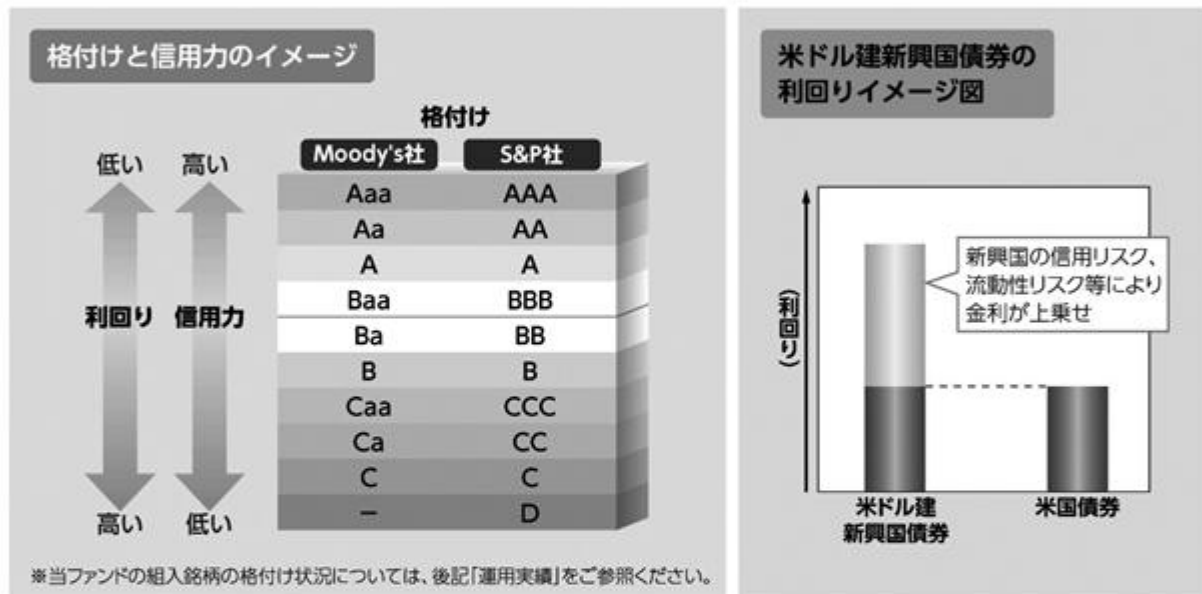 格付けと信用力のイメージ
格付け
Moody's社 S&P社
低い 高い
Aaa AAA
Aa AA
A A
Baa BBB
利回り 信用力
Ba BB
B B
Caa CCC
Ca CC
C C
高い 低い
－ D
※当ファンドの組入銘柄の格付け状況については、後記「運用実績」をご参照ください。
米ドル建新興国債券の
利回りイメージ図
(利回り)
新興国の信用リスク、
流動性リスク等により
金利が上乗せ
米ドル建
新興国債券
米国債券